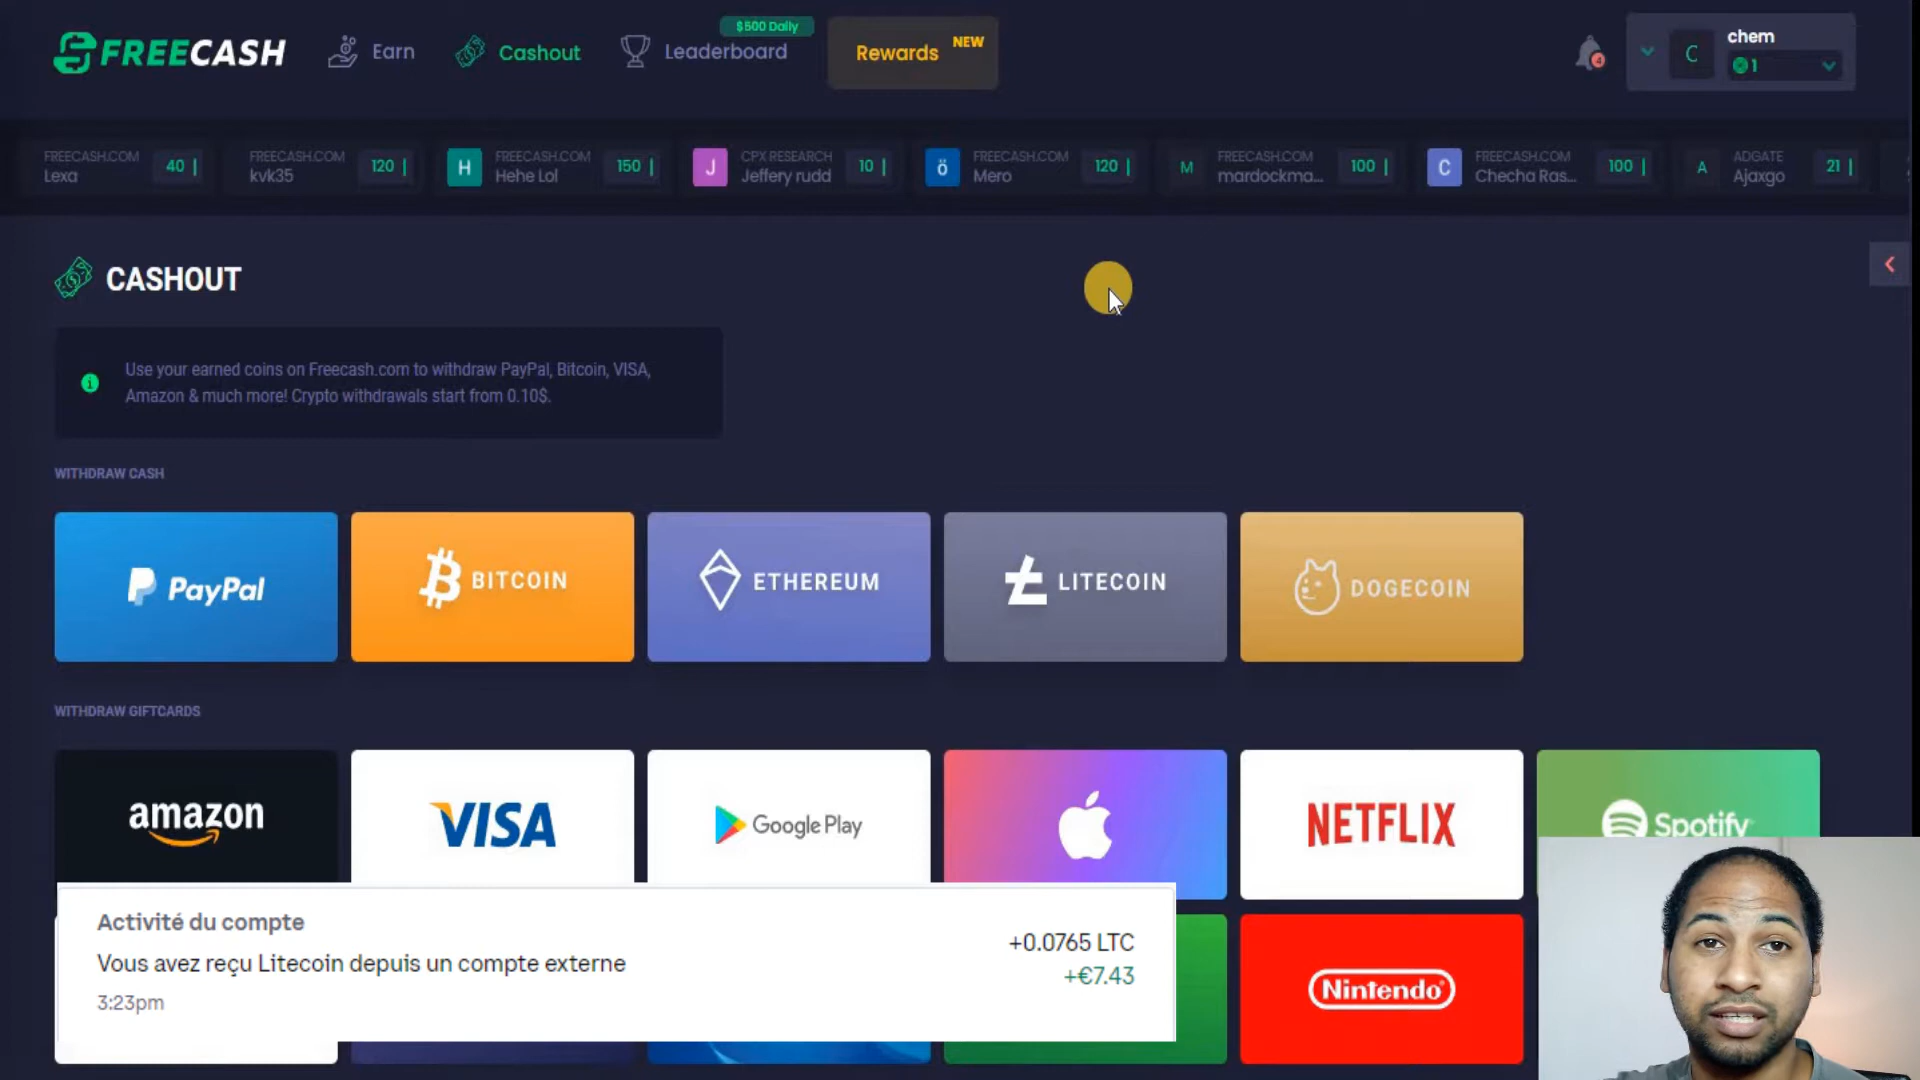 FREECASH
Earn
Cashout
$500 Daily
Leaderboard
Rewards
NEW
4
C
chem
1
FREECASH.COM
Lexa
40
FREECASH.COM
kvk35
120
H
FREECASH.COM
Hehe Lol
150
J
CPX RESEARCH
Jeffery rudd
10
ö
FREECASH.COM
Mero
120
M
FREECASH.COM
mardockma...
100
C
FREECASH.COM
Checha Ras...
100
A
ADGATE
Ajaxgo
21
CASHOUT
Use your earned coins on Freecash.com to withdraw PayPal, Bitcoin, VISA,
Amazon & much more! Crypto withdrawals start from 0.10$.
WITHDRAW CASH
PayPal
BITCOIN
ETHEREUM
LITECOIN
DOGECOIN
WITHDRAW GIFTCARDS
amazon
VISA
Google Play
NETFLIX
Spotify
Activité du compte
Vous avez reçu Litecoin depuis un compte externe
3:23pm
+0.0765 LTC
+€7.43
Nintendo